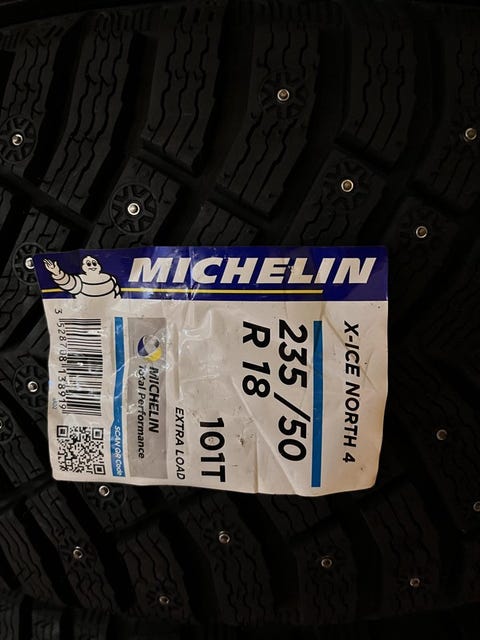 MICHELIN
X-ICE NORTH 4
235/50
R 18
101T
EXTRA LOAD
MICHELIN
Total Performance
SCAN QR Code